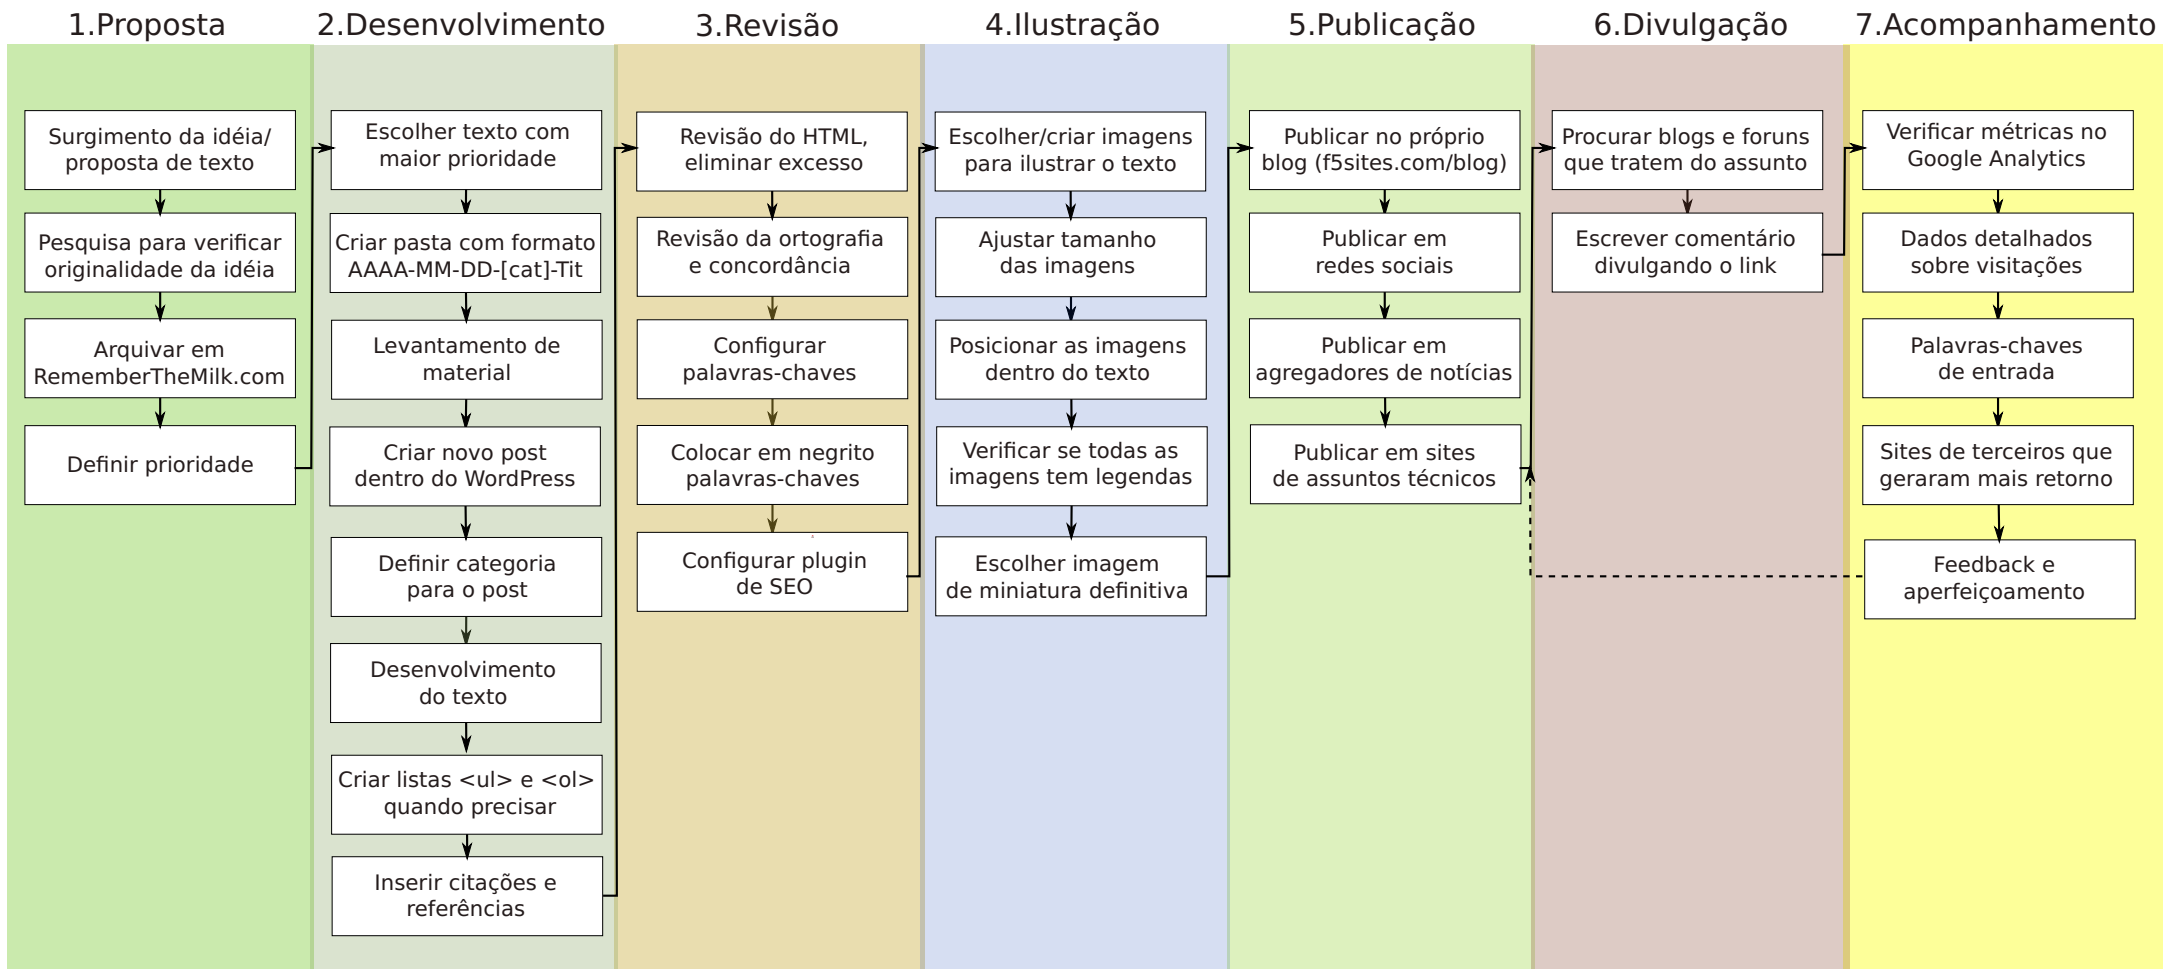 1.Proposta
Surgimento da idéia/
proposta de texto
Pesquisa para verificar
originalidade da idéia
Arquivar em
RememberTheMilk.com
Definir prioridade
2.Desenvolvimento
Escolher texto com
maior prioridade
Criar pasta com formato
AAAA-MM-DD-[cat]-Tit
Levantamento de
material
Criar novo post
dentro do WordPress
Definir categoria
para o post
Desenvolvimento
do texto
Criar listas <ul> e <ol>
quando precisar
Inserir citações e
referências
3.Revisão
Revisão do HTML,
eliminar excesso
Revisão da ortografia
e concordância
Configurar
palavras-chaves
Colocar em negrito
palavras-chaves
Configurar plugin
de SEO
4.Ilustração
Escolher/criar imagens
para ilustrar o texto
Ajustar tamanho
das imagens
Posicionar as imagens
dentro do texto
Verificar se todas as
imagens tem legendas
Escolher imagem
de miniatura definitiva
5.Publicação
Publicar no próprio
blog (f5sites.com/blog)
Publicar em
redes sociais
Publicar em
agregadores de notícias
Publicar em sites
de assuntos técnicos
6.Divulgação
Procurar blogs e foruns
que tratem do assunto
Escrever comentário
divulgando o link
7.Acompanhamento
Verificar métricas no
Google Analytics
Dados detalhados
sobre visitações
Palavras-chaves
de entrada
Sites de terceiros que
geraram mais retorno
Feedback e
aperfeiçoamento